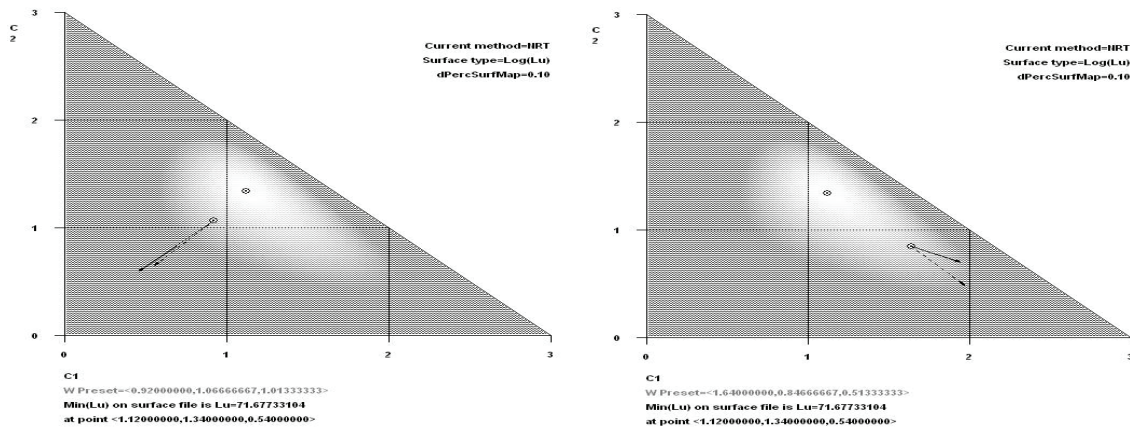 3
C
2
Current method=NRT
Surface type=Log(Lu)
dPercSurfMap=0.10
2
1
0
0
1
2
3
C1
W Preset=<0.92000000,1.06666667,1.01333333>
Min(Lu) on surface file is Lu=71.67733104
at point <1.12000000,1.34000000,0.54000000>
3
C
2
Current method=NRT
Surface type=Log(Lu)
dPercSurfMap=0.10
2
1
0
0
1
2
3
C1
W Preset=<1.64000000,0.84666667,0.51333333>
Min(Lu) on surface file is Lu=71.67733104
at point <1.12000000,1.34000000,0.54000000>